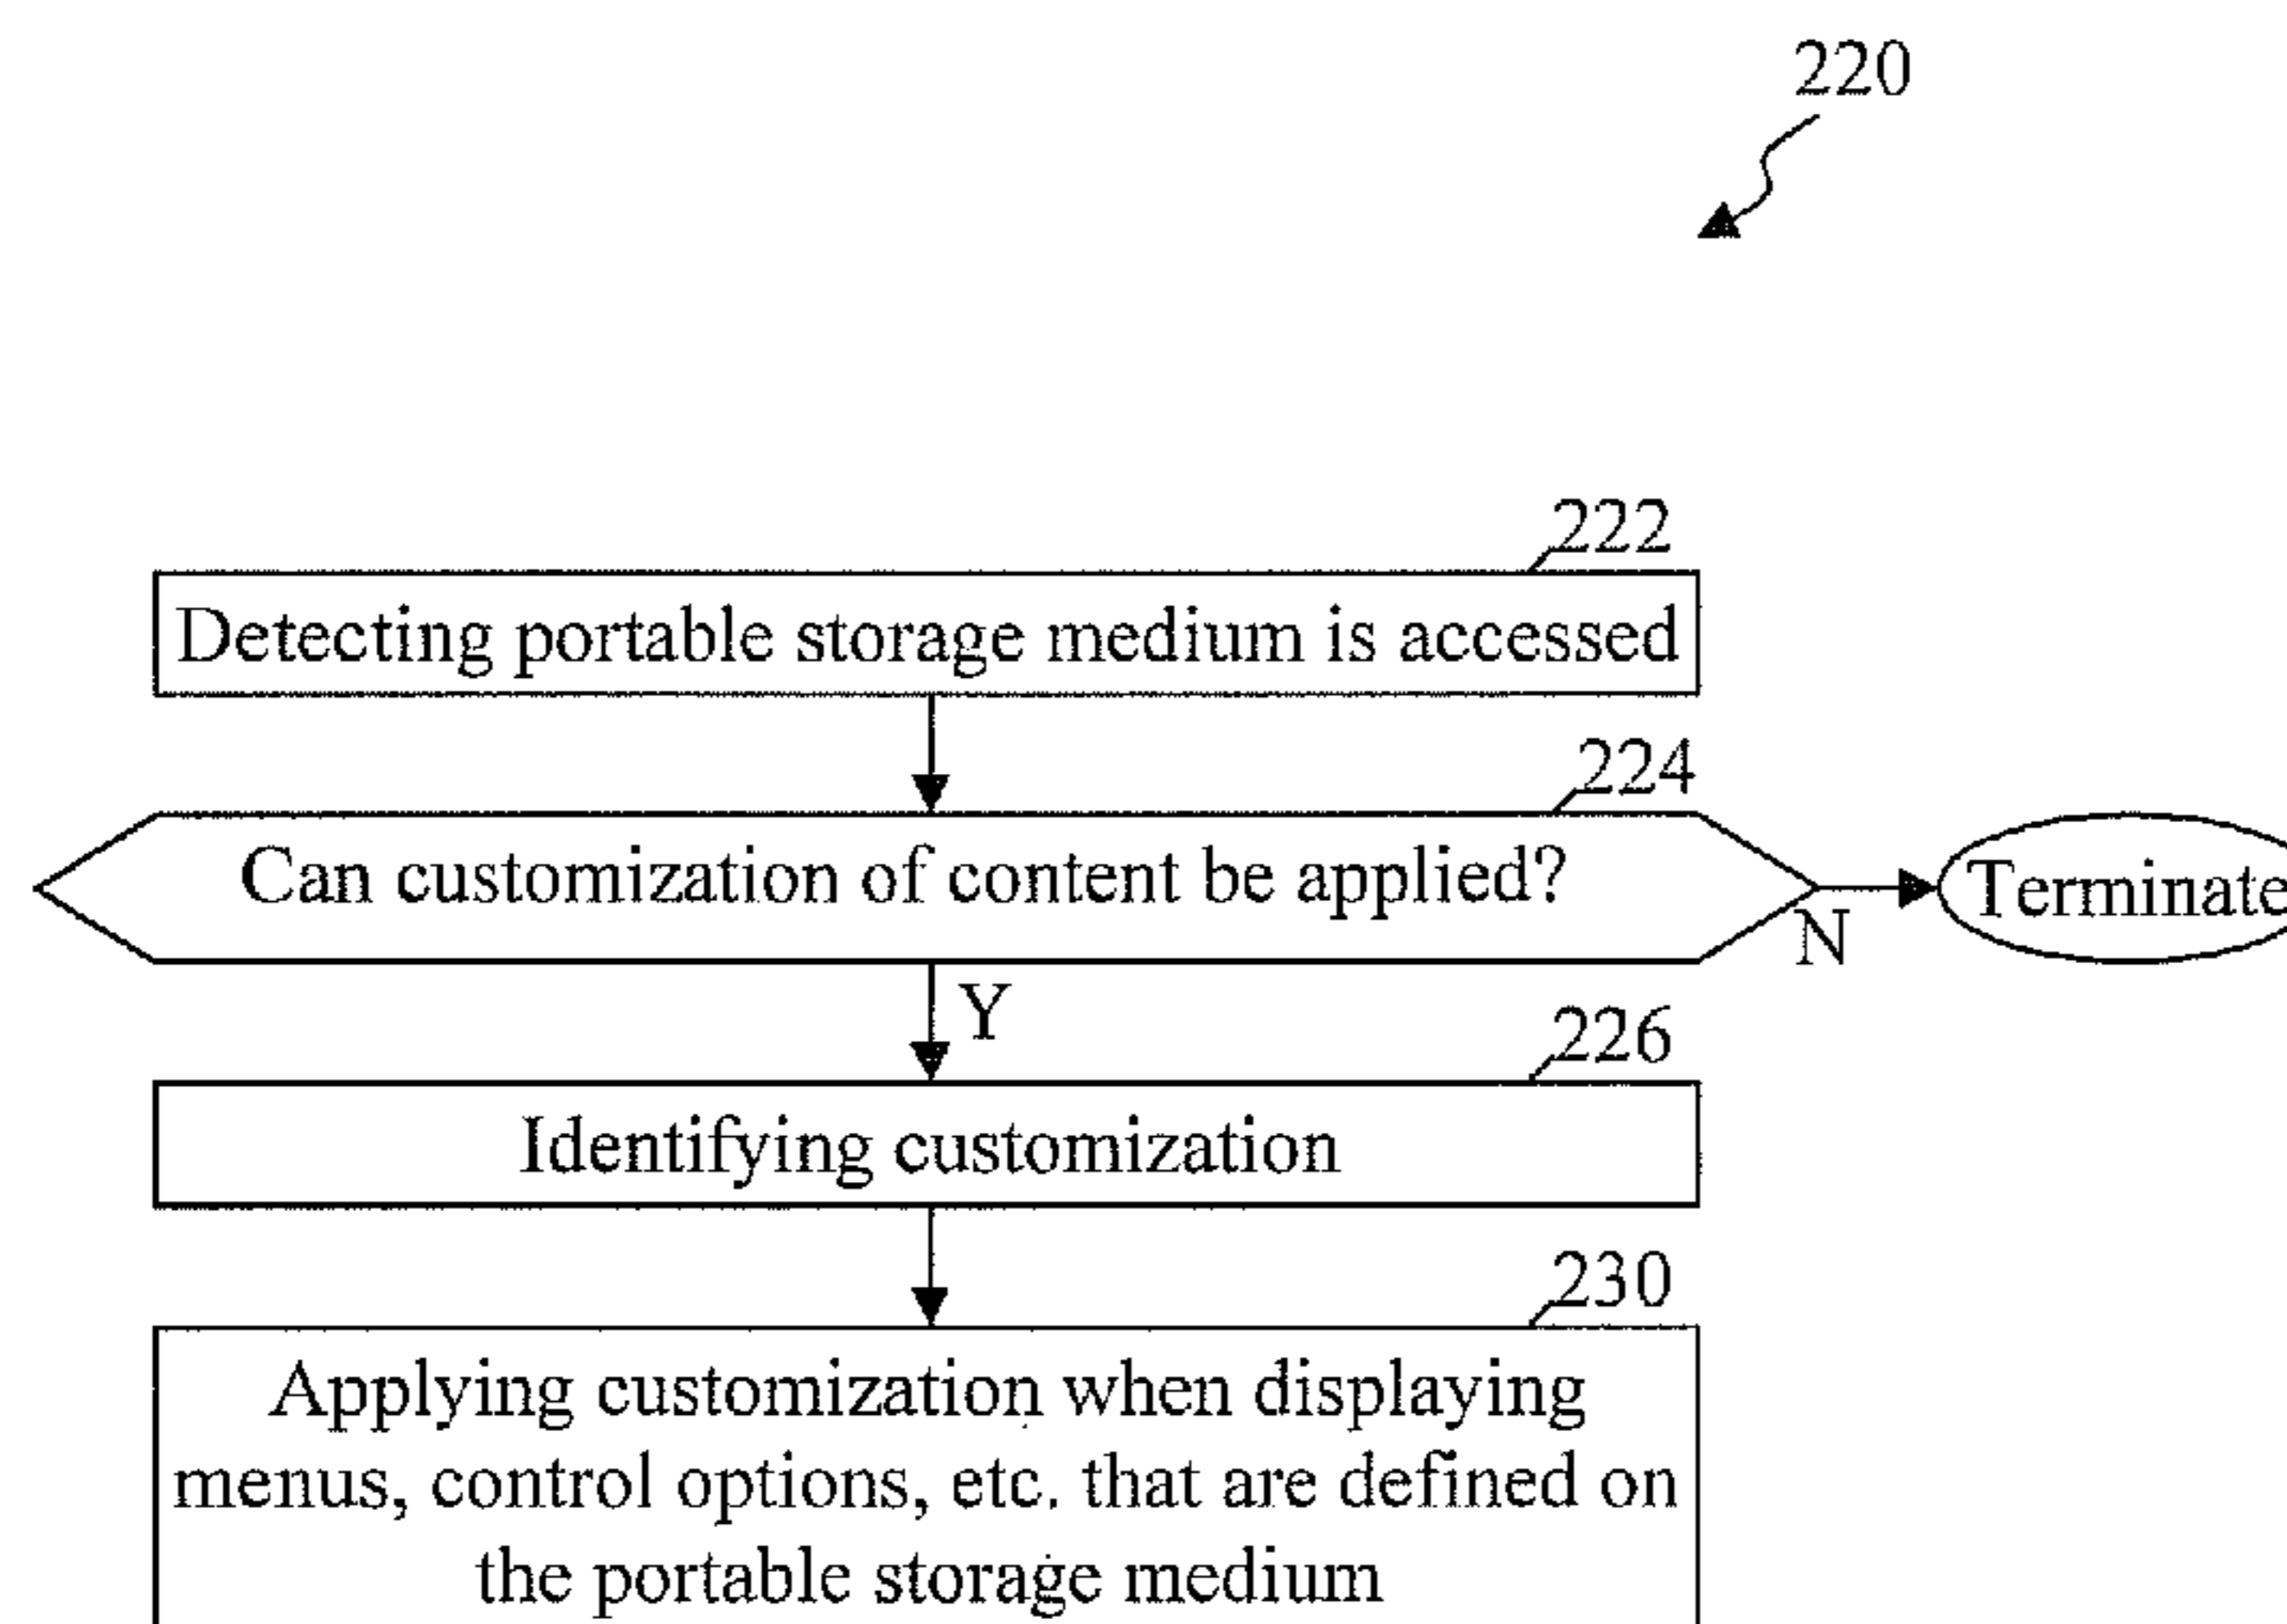 220
222
Detecting portable storage medium is accessed
224
Can customization of content be applied?
Terminate
N
Y
226
Identifying customization
230
Applying customization when displaying
menus, control options, etc. that are defined on
the portable storage medium